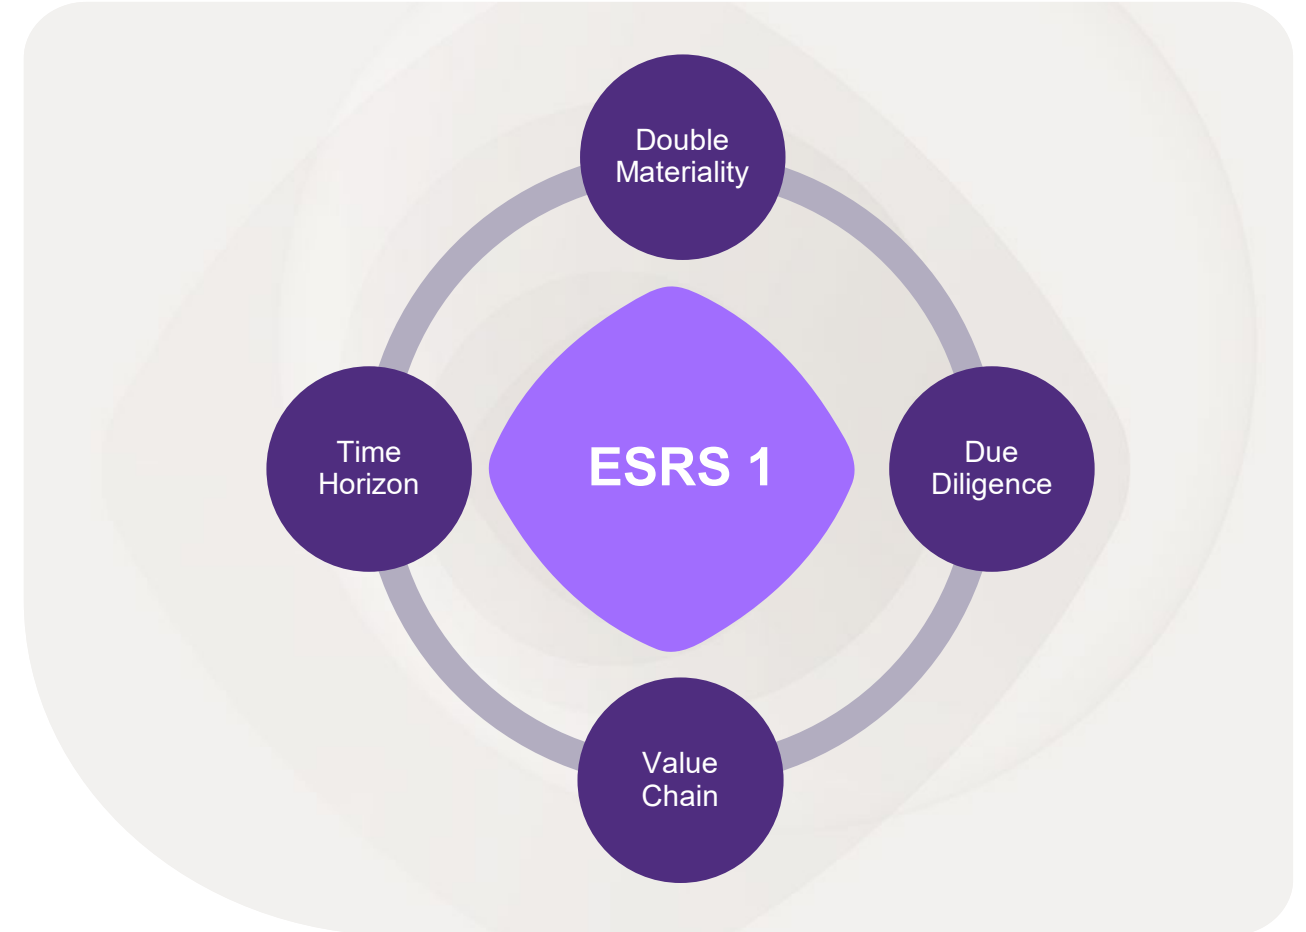 Double
Materiality
Time
Horizon
ESRS 1
Due
Diligence
Value
Chain